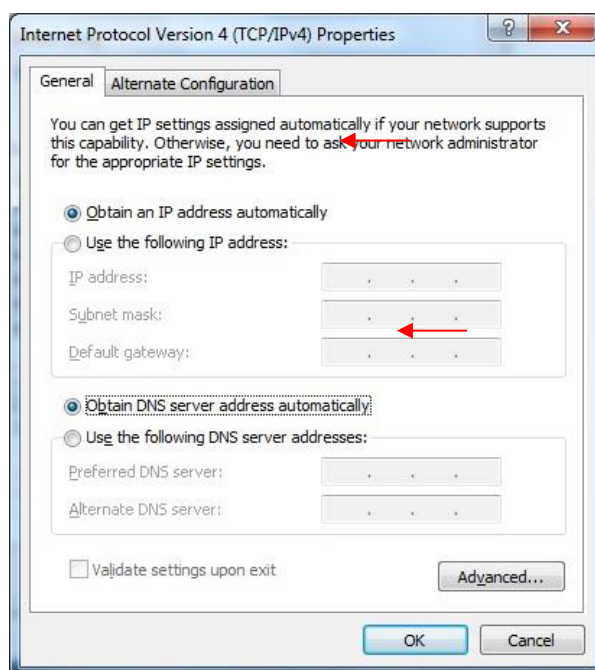 Internet Protocol Version 4 (TCP/IPv4) Properties
General
Alternate Configuration
You can get IP settings assigned automatically if your network supports
this capability. Otherwise, you need to ask your network administrator
for the appropriate IP settings.
Obtain an IP address automatically
Use the following IP address:
IP address:
Subnet mask:
Default gateway:
Obtain DNS server address automatically
Use the following DNS server addresses:
Preferred DNS server:
Alternate DNS server:
Validate settings upon exit
Advanced...
OK
Cancel